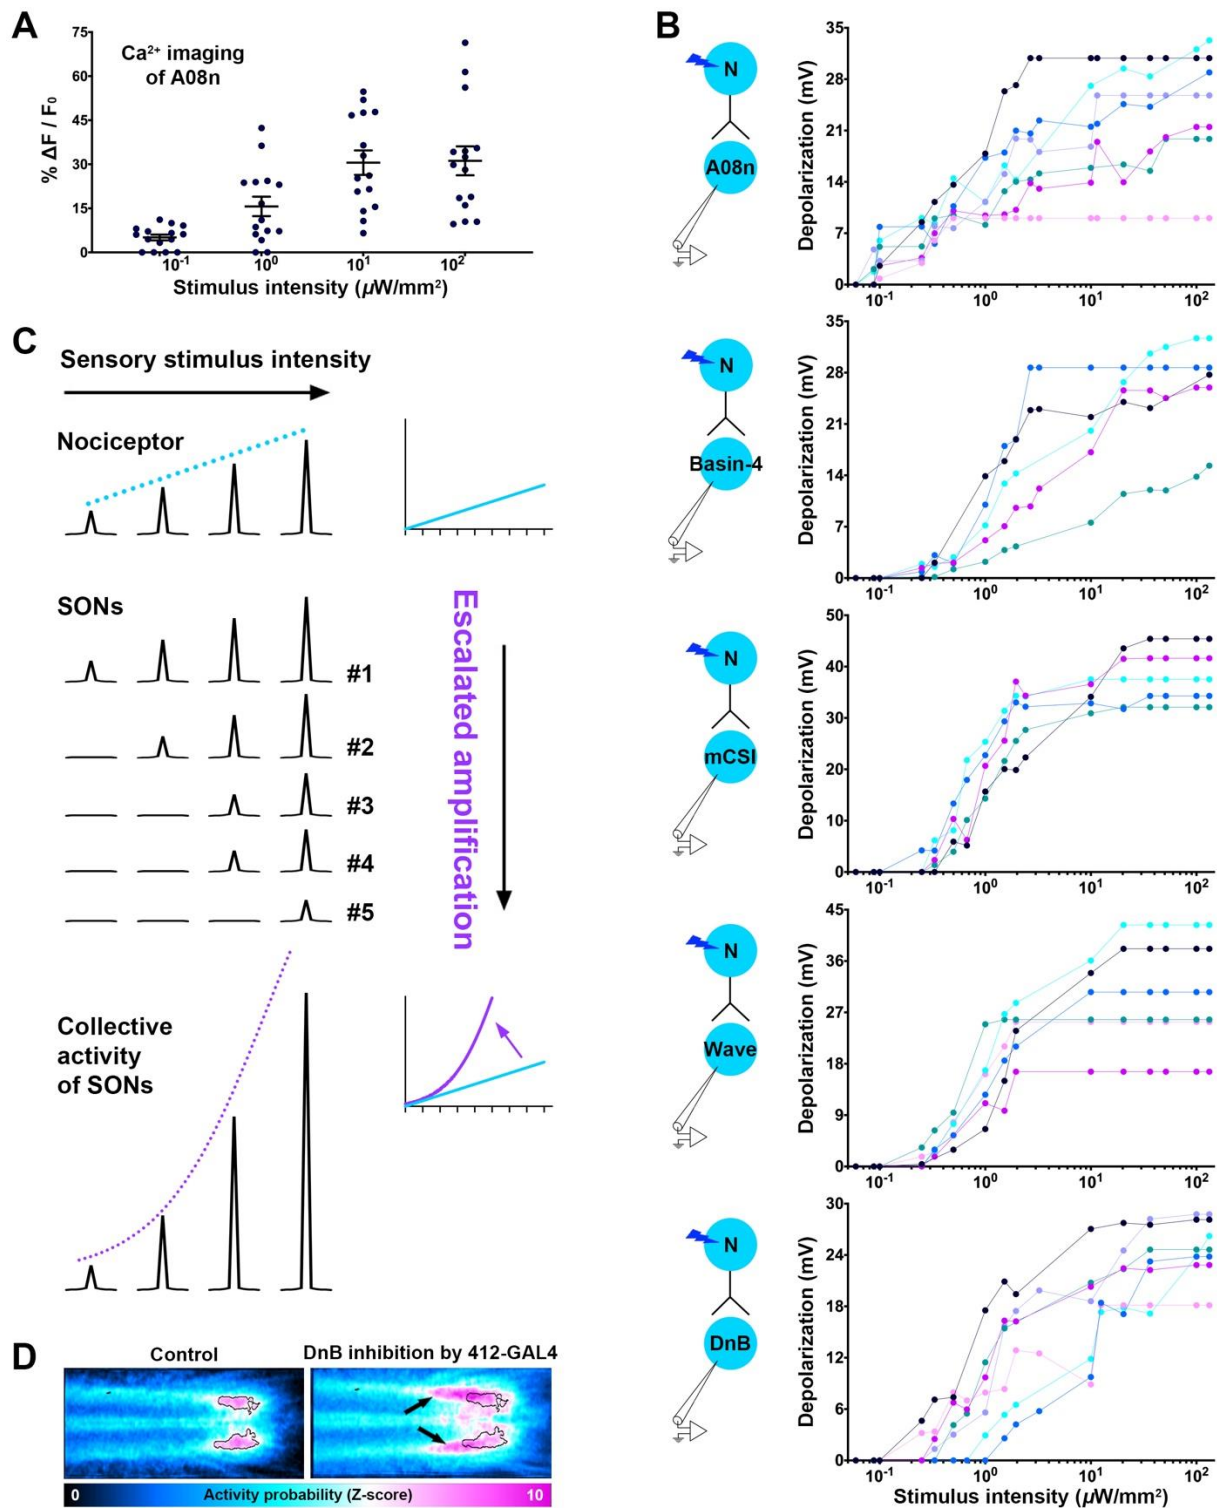 A
Ca²⁺ imaging
of A08n
% ΔF / F₀
75
60
45
30
15
0
10⁻¹
10⁰
10¹
10²
Stimulus intensity (µW/mm²)
B
N
A08n
Depolarization (mV)
35
28
21
14
7
0
10⁻¹
10⁰
10¹
10²
N
Basin-4
Depolarization (mV)
35
28
14
7
0
10⁻¹
10⁰
10¹
10²
N
mCSI
Depolarization (mV)
50
40
30
20
10
0
10⁻¹
10⁰
10¹
10²
N
Wave
Depolarization (mV)
45
36
27
18
9
0
10⁻¹
10⁰
10¹
10²
N
DnB
Depolarization (mV)
30
24
18
12
6
0
10⁻¹
10⁰
10¹
10²
Stimulus intensity (µW/mm²)
C
Sensory stimulus intensity
Nociceptor
SONs
#1
#2
#3
#4
#5
Escalated amplification
Collective
activity
of SONs
D
Control
DnB inhibition by 412-GAL4
0
Activity probability (Z-score)
10